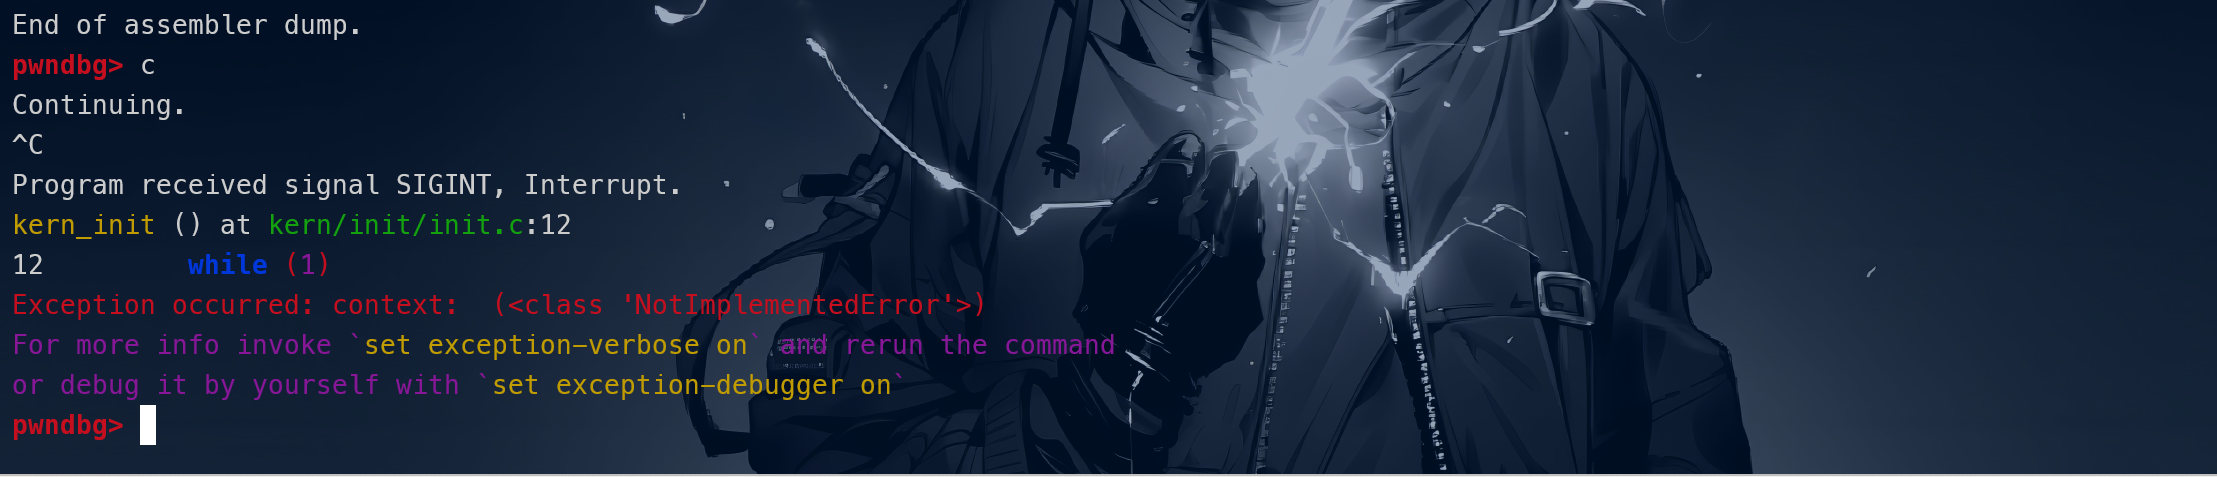 End of assembler dump.
pwndbg> c
Continuing.
^C
Program received signal SIGINT, Interrupt.
kern_init () at kern/init/init.c:12
12         while (1)
Exception occurred: context:  (<class 'NotImplementedError'>)
For more info invoke `set exception-verbose on` and rerun the command
or debug it by yourself with `set exception-debugger on`
pwndbg>